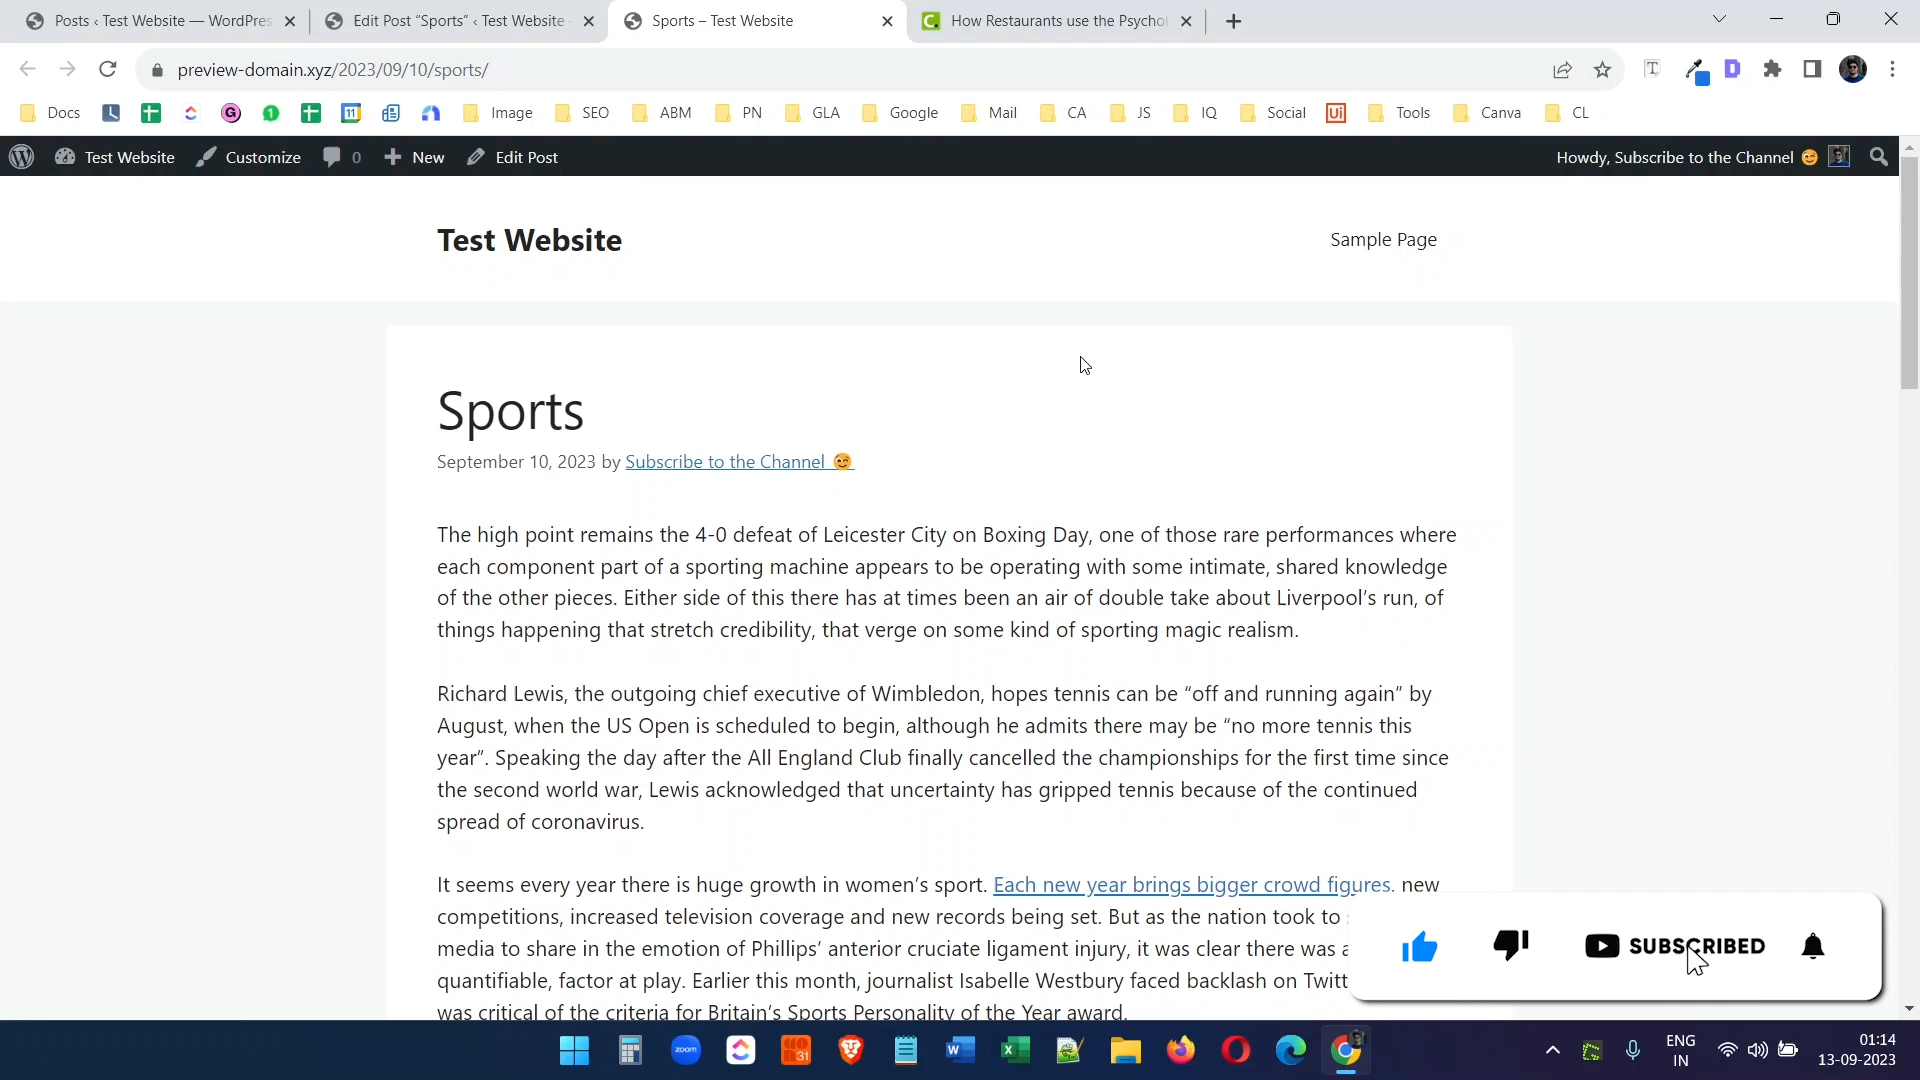 Posts ‹ Test Website — WordPres
Edit Post “Sports” ‹ Test Website
Sports – Test Website
How Restaurants use the Psychol
preview-domain.xyz/2023/09/10/sports/
Docs
Image
SEO
ABM
PN
GLA
Google
Mail
CA
JS
IQ
Social
Ui
Tools
Canva
CL
Test Website
Customize
0
New
Edit Post
Howdy, Subscribe to the Channel 😊
Test Website
Sample Page
Sports
September 10, 2023 by Subscribe to the Channel 😊
The high point remains the 4-0 defeat of Leicester City on Boxing Day, one of those rare performances where
each component part of a sporting machine appears to be operating with some intimate, shared knowledge
of the other pieces. Either side of this there has at times been an air of double take about Liverpool’s run, of
things happening that stretch credibility, that verge on some kind of sporting magic realism.
Richard Lewis, the outgoing chief executive of Wimbledon, hopes tennis can be “off and running again” by
August, when the US Open is scheduled to begin, although he admits there may be “no more tennis this
year”. Speaking the day after the All England Club finally cancelled the championships for the first time since
the second world war, Lewis acknowledged that uncertainty has gripped tennis because of the continued
spread of coronavirus.
It seems every year there is huge growth in women’s sport. Each new year brings bigger crowd figures, new
competitions, increased television coverage and new records being set. But as the nation took to
media to share in the emotion of Phillips’ anterior cruciate ligament injury, it was clear there was a
quantifiable, factor at play. Earlier this month, journalist Isabelle Westbury faced backlash on Twitt
was critical of the criteria for Britain’s Sports Personality of the Year award.
SUBSCRIBED
zoom
31
ENG
IN
01:14
13-09-2023